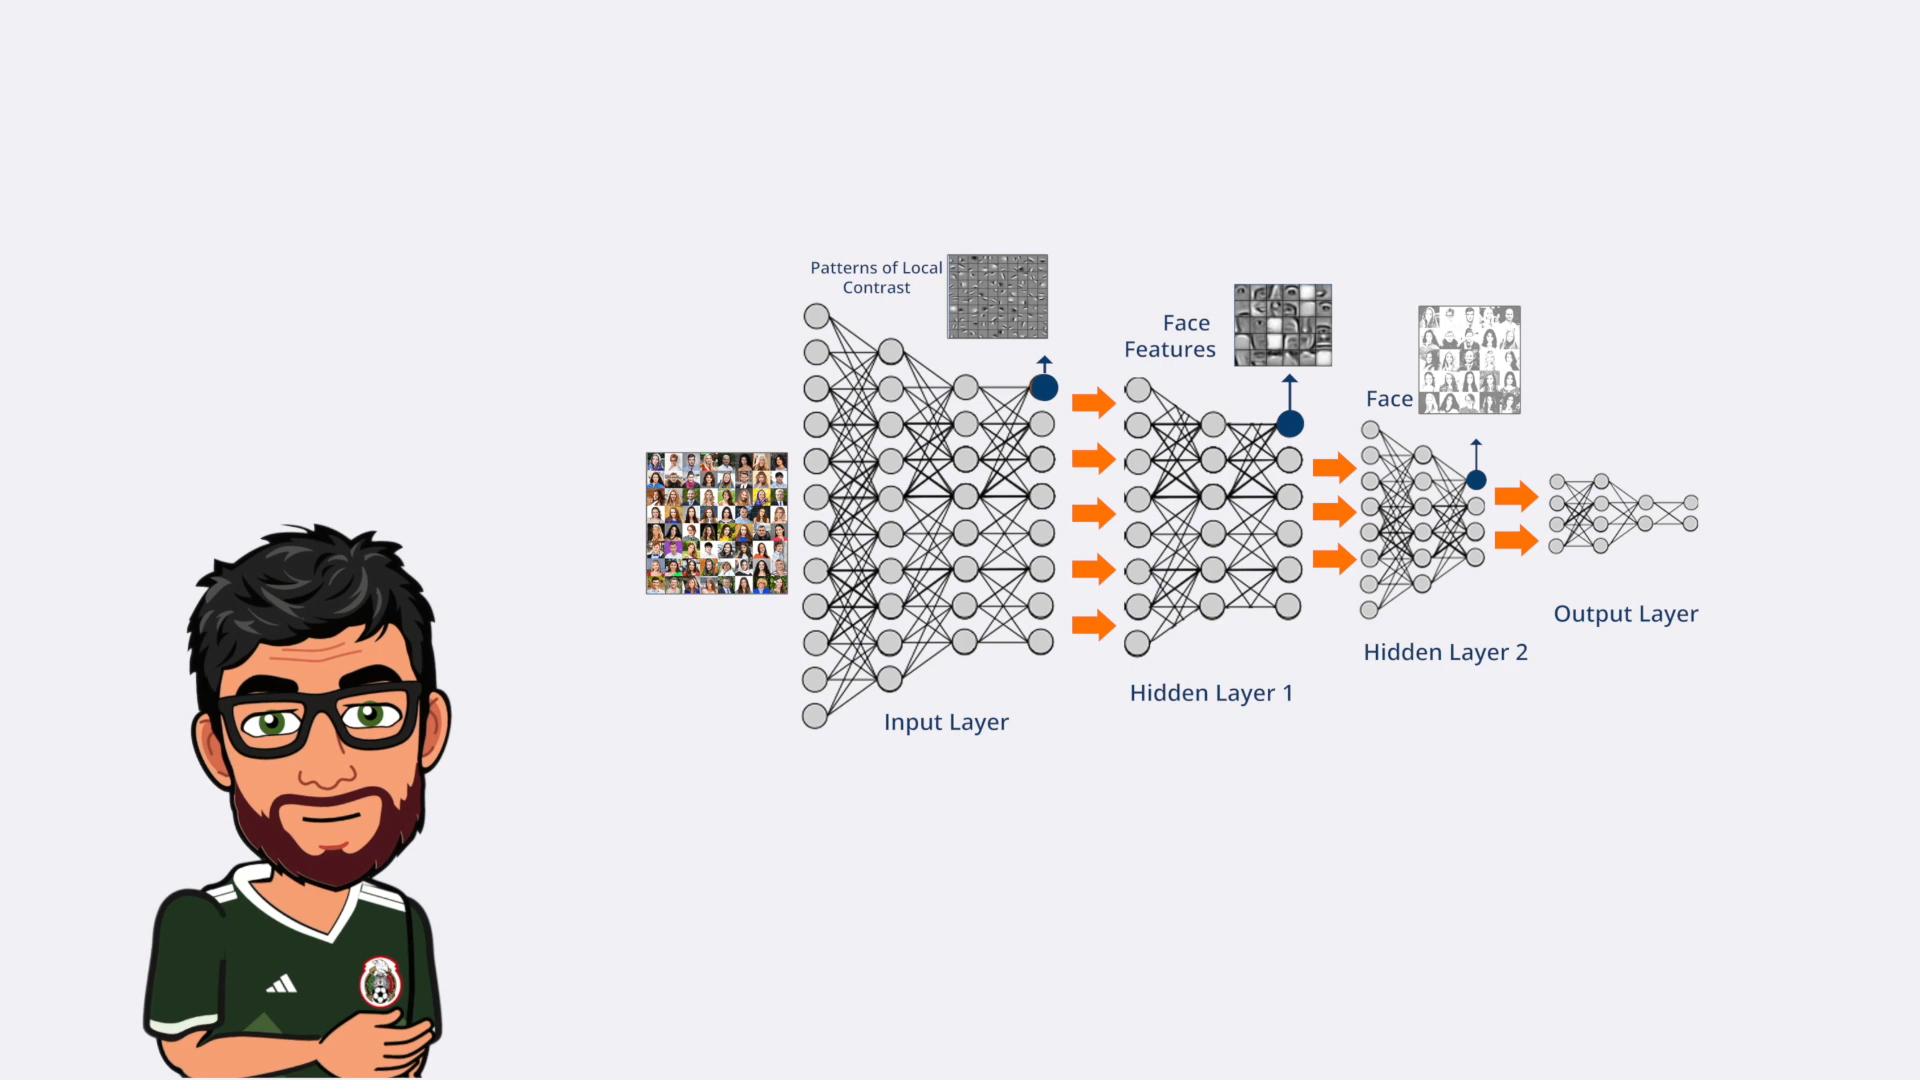 Patterns of Local
Contrast
Face
Features
Face
Input Layer
Hidden Layer 1
Hidden Layer 2
Output Layer